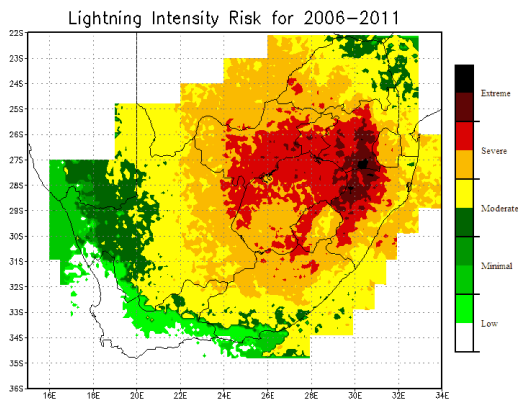 Lightning Intensity Risk for 2006–2011
22S
23S
24S
25S
26S
27S
28S
29S
30S
31S
32S
33S
34S
35S
36S
16E
18E
20E
22E
24E
26E
28E
30E
32E
34E
Extreme
Severe
Moderate
Minimal
Low